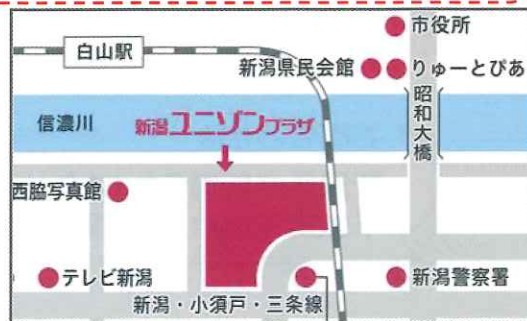 市役所
白山駅
新潟県民会館
りゅーとぴあ
昭和大橋
信濃川
新潟ユニゾンプラザ
西脇写真館
テレビ新潟
新潟警察署
新潟・小須戸・三条線